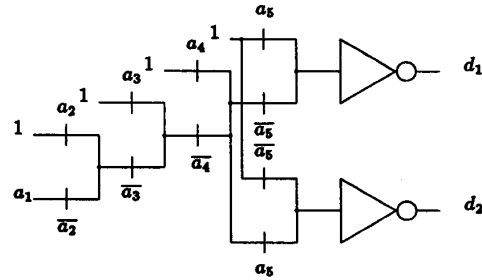 a₅
1 a₄ d₁
1 a₃
1 a₂ a̅₅
1 a̅₄ a̅₅
a₁ a̅₃
a̅₂ d₂
a₅